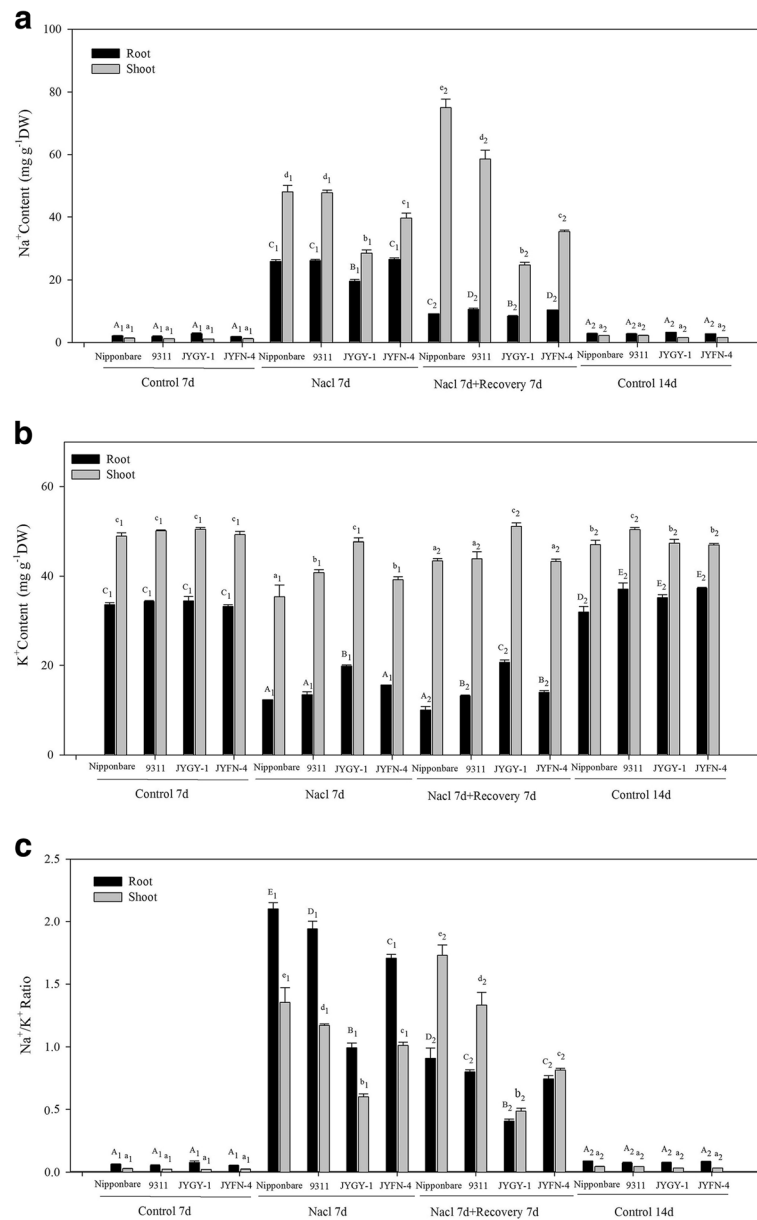 a
100
80
60
40
20
0
Na⁺Content (mg g⁻¹DW)
Root
Shoot
A₁ a₁ A₁ a₁ A₁ a₁ A₁ a₁ C₁ d₁ C₁ d₁ B₁ b₁ C₁ c₁ C₂ e₂ D₂ d₂ B₂ b₂ D₂ c₂ A₂ a₂ A₂ a₂ A₂ a₂ A₂ a₂
Nipponbare 9311 JYGY-1 JYFN-4 Nipponbare 9311 JYGY-1 JYFN-4 Nipponbare 9311 JYGY-1 JYFN-4 Nipponbare 9311 JYGY-1 JYFN-4
Control 7d Nacl 7d Nacl 7d+Recovery 7d Control 14d
b
60
40
20
0
K⁺Content (mg g⁻¹DW)
Root
Shoot
C₁ c₁ C₁ c₁ C₁ c₁ C₁ c₁ A₁ a₁ A₁ b₁ B₁ c₁ A₁ b₁ A₂ a₂ B₂ a₂ C₂ c₂ B₂ a₂ D₂ b₂ E₂ c₂ E₂ b₂ E₂ b₂
Nipponbare 9311 JYGY-1 JYFN-4 Nipponbare 9311 JYGY-1 JYFN-4 Nipponbare 9311 JYGY-1 JYFN-4 Nipponbare 9311 JYGY-1 JYFN-4
Control 7d Nacl 7d Nacl 7d+Recovery 7d Control 14d
c
2.5
2.0
1.5
1.0
0.5
0.0
Na⁺/K⁺ Ratio
Root
Shoot
A₁ a₁ A₁ a₁ A₁ a₁ A₁ a₁ E₁ e₁ D₁ d₁ B₁ b₁ C₁ c₁ D₂ e₂ C₂ d₂ B₂ b₂ C₂ c₂ A₂ a₂ A₂ a₂ A₂ a₂ A₂ a₂
Nipponbare 9311 JYGY-1 JYFN-4 Nipponbare 9311 JYGY-1 JYFN-4 Nipponbare 9311 JYGY-1 JYFN-4 Nipponbare 9311 JYGY-1 JYFN-4
Control 7d Nacl 7d Nacl 7d+Recovery 7d Control 14d